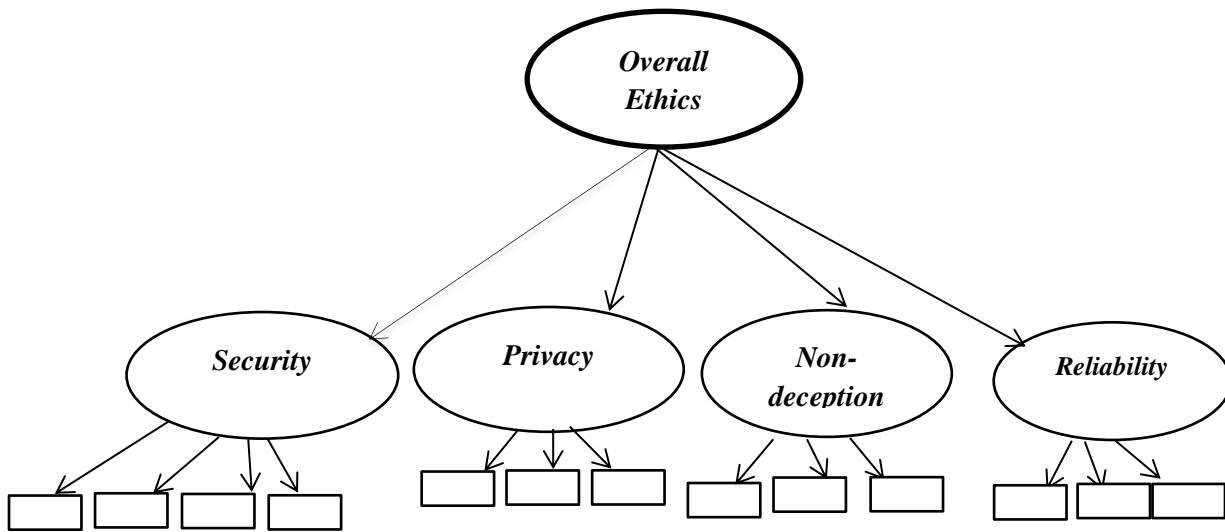 Overall
Ethics
Security
Privacy
Non-
deception
Reliability